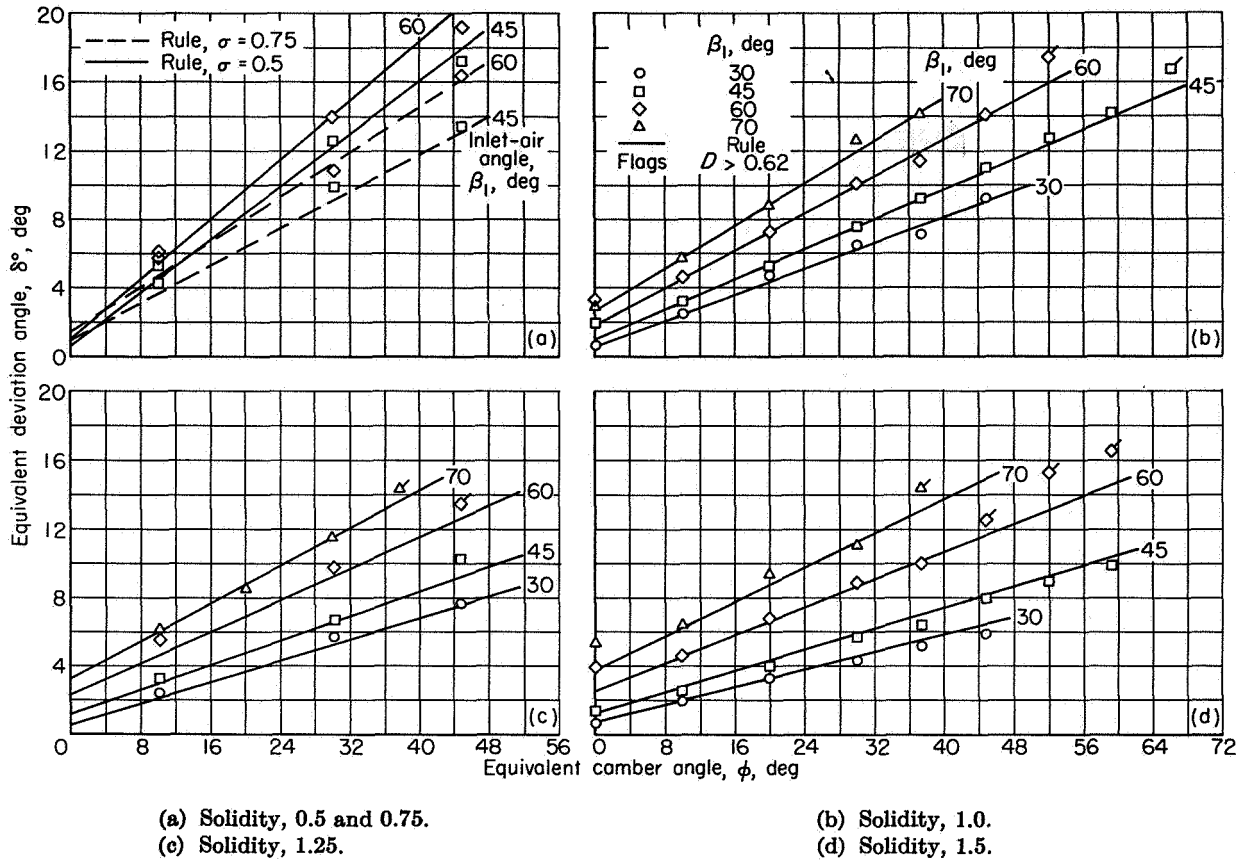 20
16
12
8
4
0
Rule, σ = 0.75
Rule, σ = 0.5
60
45
60
45
Inlet-air
angle,
β₁, deg
(a)
β₁, deg
30
45
60
70
Rule
Flags D > 0.62
β₁, deg
70
60
45
30
(b)
Equivalent deviation angle, δ°, deg
20
16
12
8
4
0
70
60
45
30
(c)
0 8 16 24 32 40 48 56
70
60
45
30
(d)
0 8 16 24 32 40 48 56 64 72
Equivalent camber angle, ϕ, deg
(a) Solidity, 0.5 and 0.75. (b) Solidity, 1.0.
(c) Solidity, 1.25. (d) Solidity, 1.5.